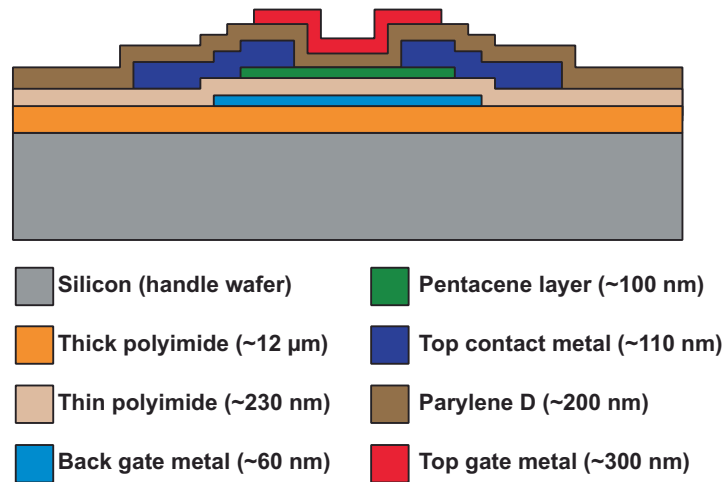 Silicon (handle wafer)
Pentacene layer (~100 nm)
Thick polyimide (~12 µm)
Top contact metal (~110 nm)
Thin polyimide (~230 nm)
Parylene D (~200 nm)
Back gate metal (~60 nm)
Top gate metal (~300 nm)